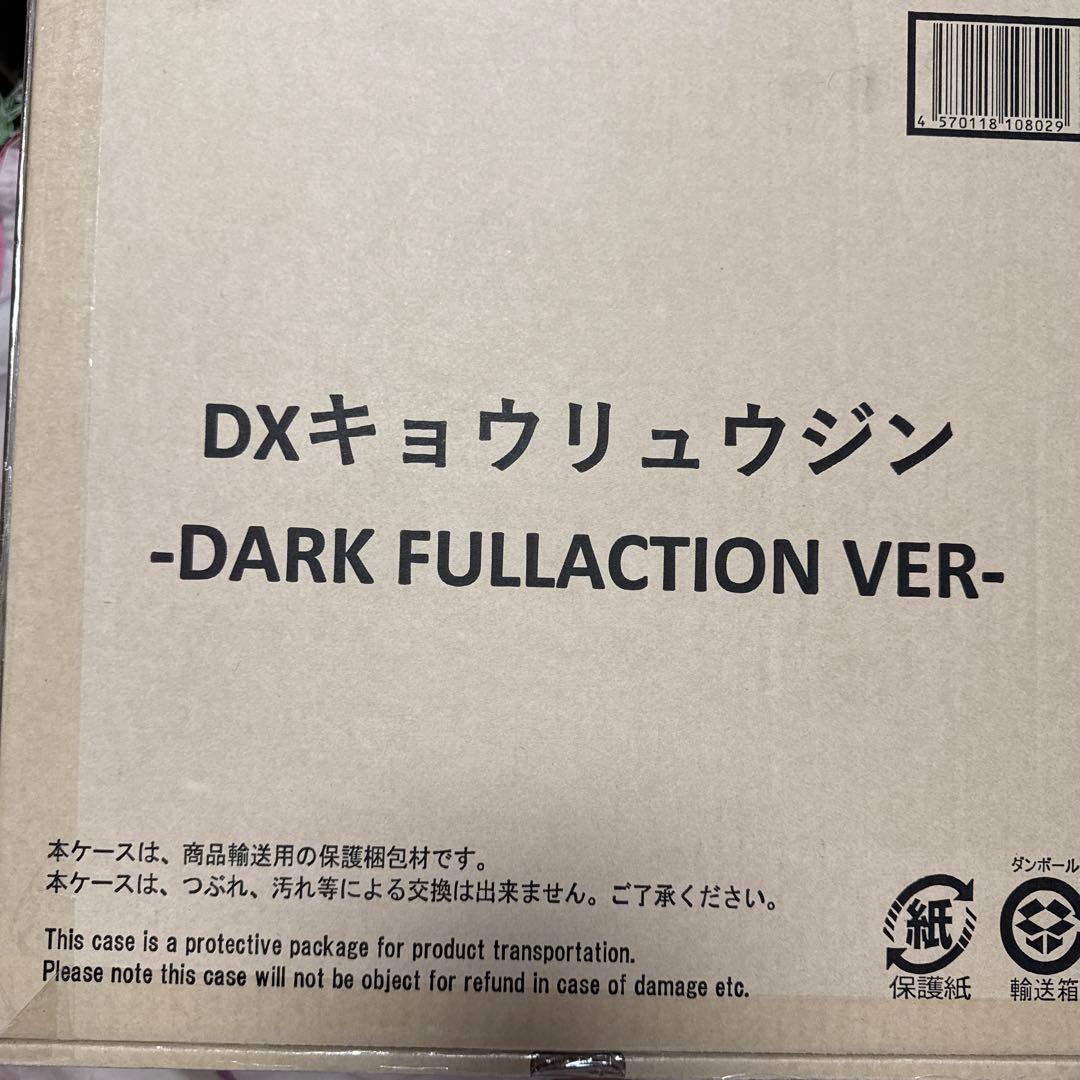 4 570118 108029
DXキョウリュウジン
-DARK FULLACTION VER-
本ケースは、商品輸送用の保護梱包材です。
本ケースは、つぶれ、汚れ等による交換は出来ません。ご了承ください。
This case is a protective package for product transportation.
Please note this case will not be object for refund in case of damage etc.
紙
保護紙
ダンボール
輸送箱